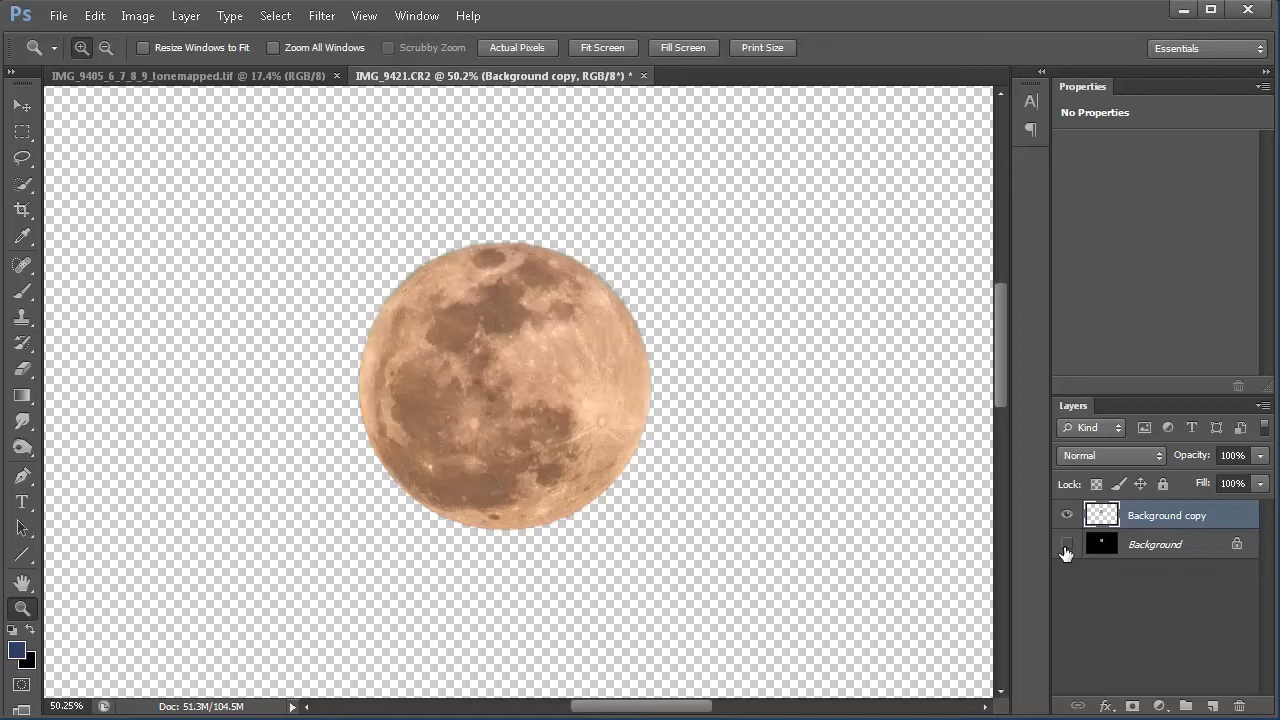 Ps File Edit Image Layer Type Select Filter View Window Help
Resize Windows to Fit Zoom All Windows Scrubby Zoom Actual Pixels Fit Screen Fill Screen Print Size Essentials
IMG_9405_6_7_8_9_tonemapped.tif @ 17.4% (RGB/8) × IMG_9421.CR2 @ 50.2% (Background copy, RGB/8*) * ×
Properties
No Properties
Layers
Kind
Normal Opacity: 100%
Lock: Fill: 100%
Background copy
Background
50.25% Doc: 51.3M/104.5M